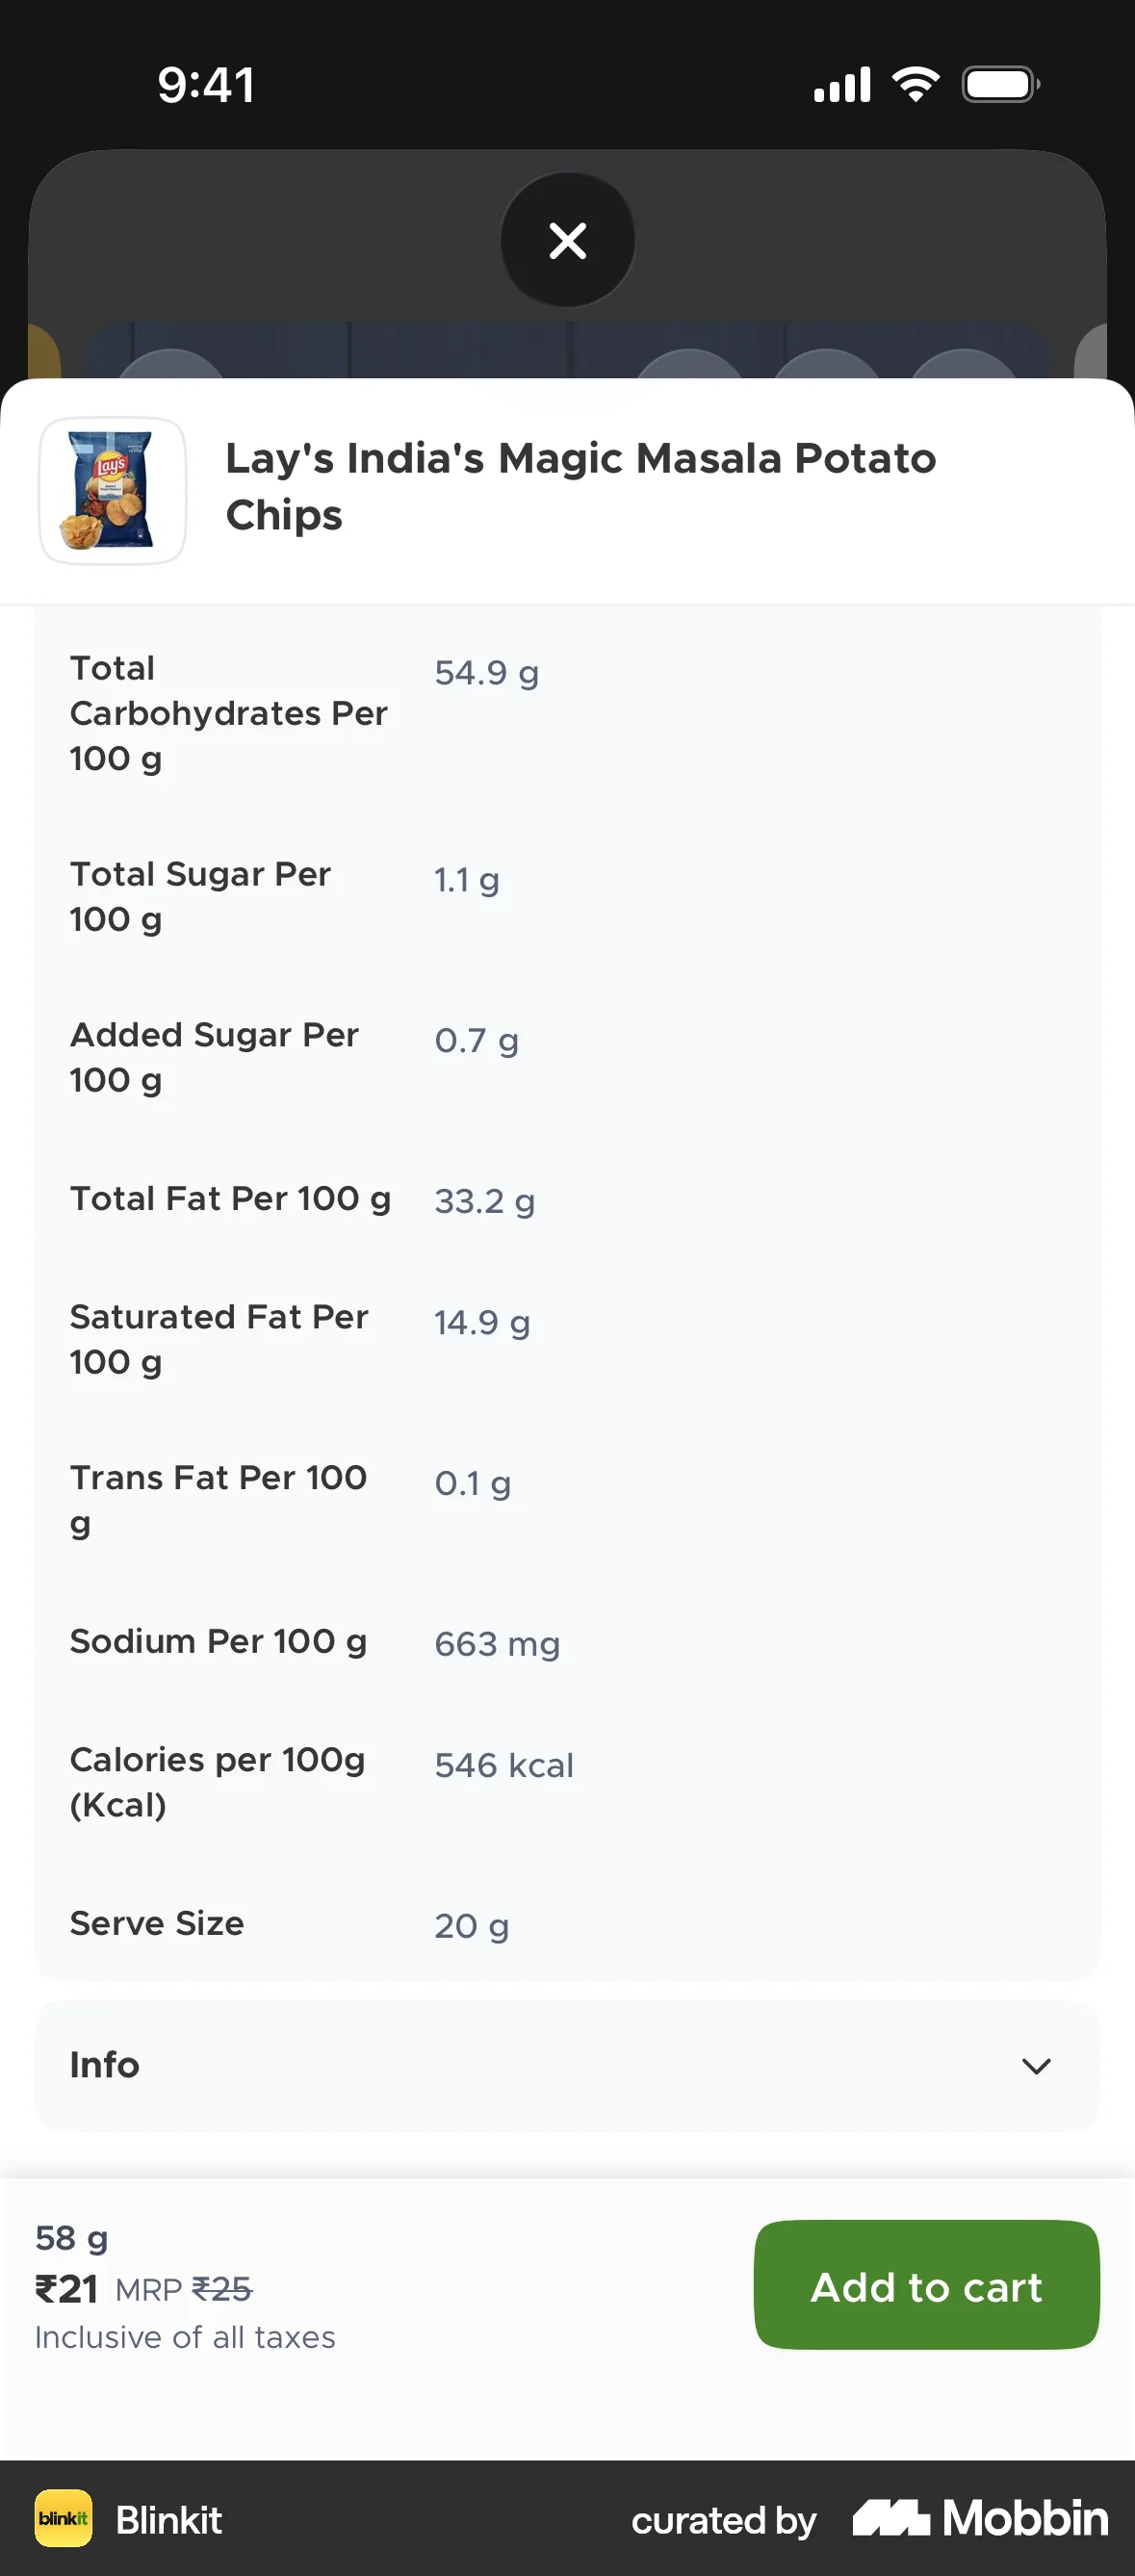 9:41
Lay's
Lay's India's Magic Masala Potato
Chips
Total
Carbohydrates Per
100 g
54.9 g
Total Sugar Per
100 g
1.1 g
Added Sugar Per
100 g
0.7 g
Total Fat Per 100 g
33.2 g
Saturated Fat Per
100 g
14.9 g
Trans Fat Per 100
g
0.1 g
Sodium Per 100 g
663 mg
Calories per 100g
(Kcal)
546 kcal
Serve Size
20 g
Info
58 g
₹21 MRP ₹25
Inclusive of all taxes
Add to cart
blinkit
Blinkit
curated by
Mobbin